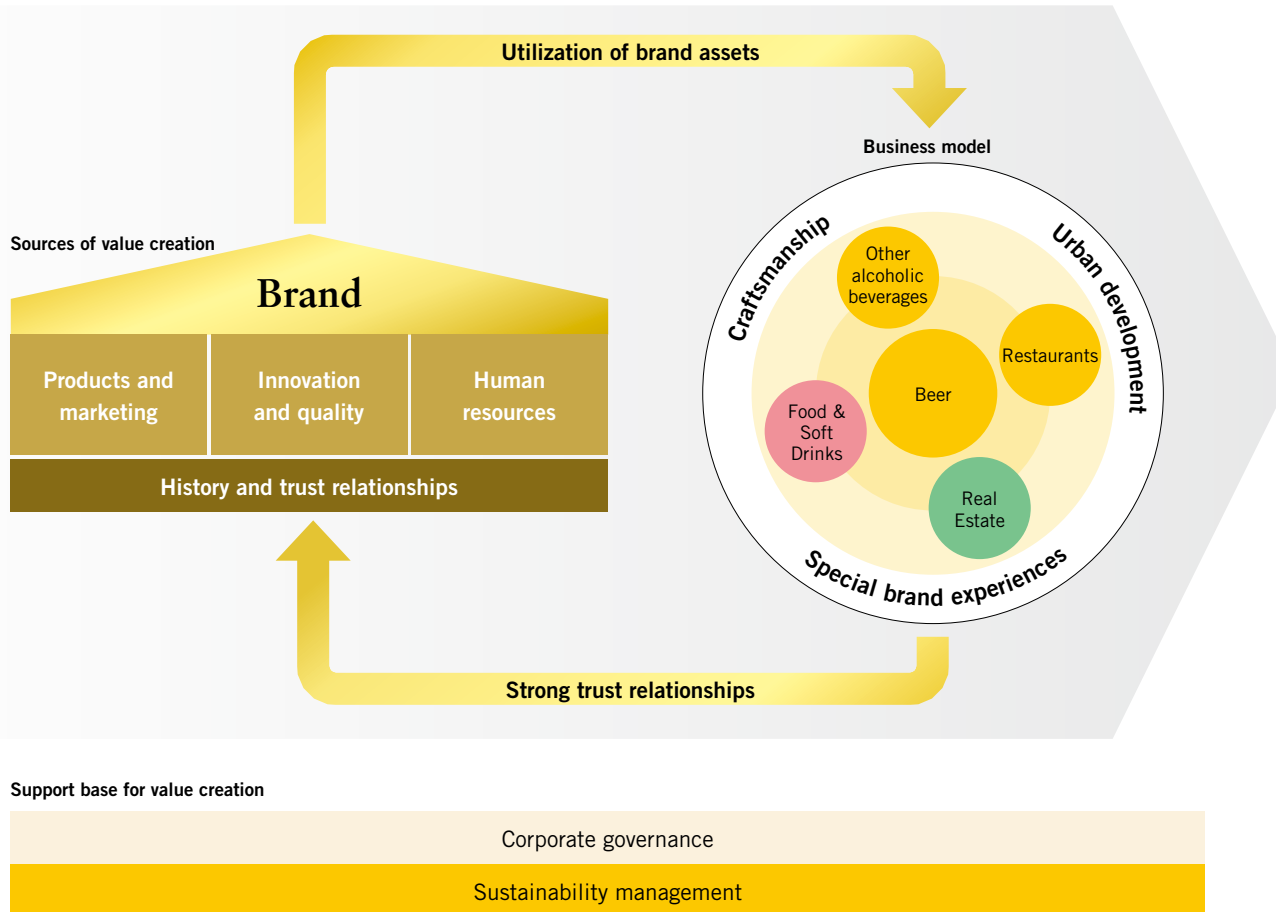 Utilization of brand assets
Business model
Sources of value creation
Brand
Products and
marketing
Innovation
and quality
Human
resources
History and trust relationships
Craftsmanship
Urban development
Special brand experiences
Other
alcoholic
beverages
Restaurants
Beer
Food &
Soft
Drinks
Real
Estate
Strong trust relationships
Support base for value creation
Corporate governance
Sustainability management